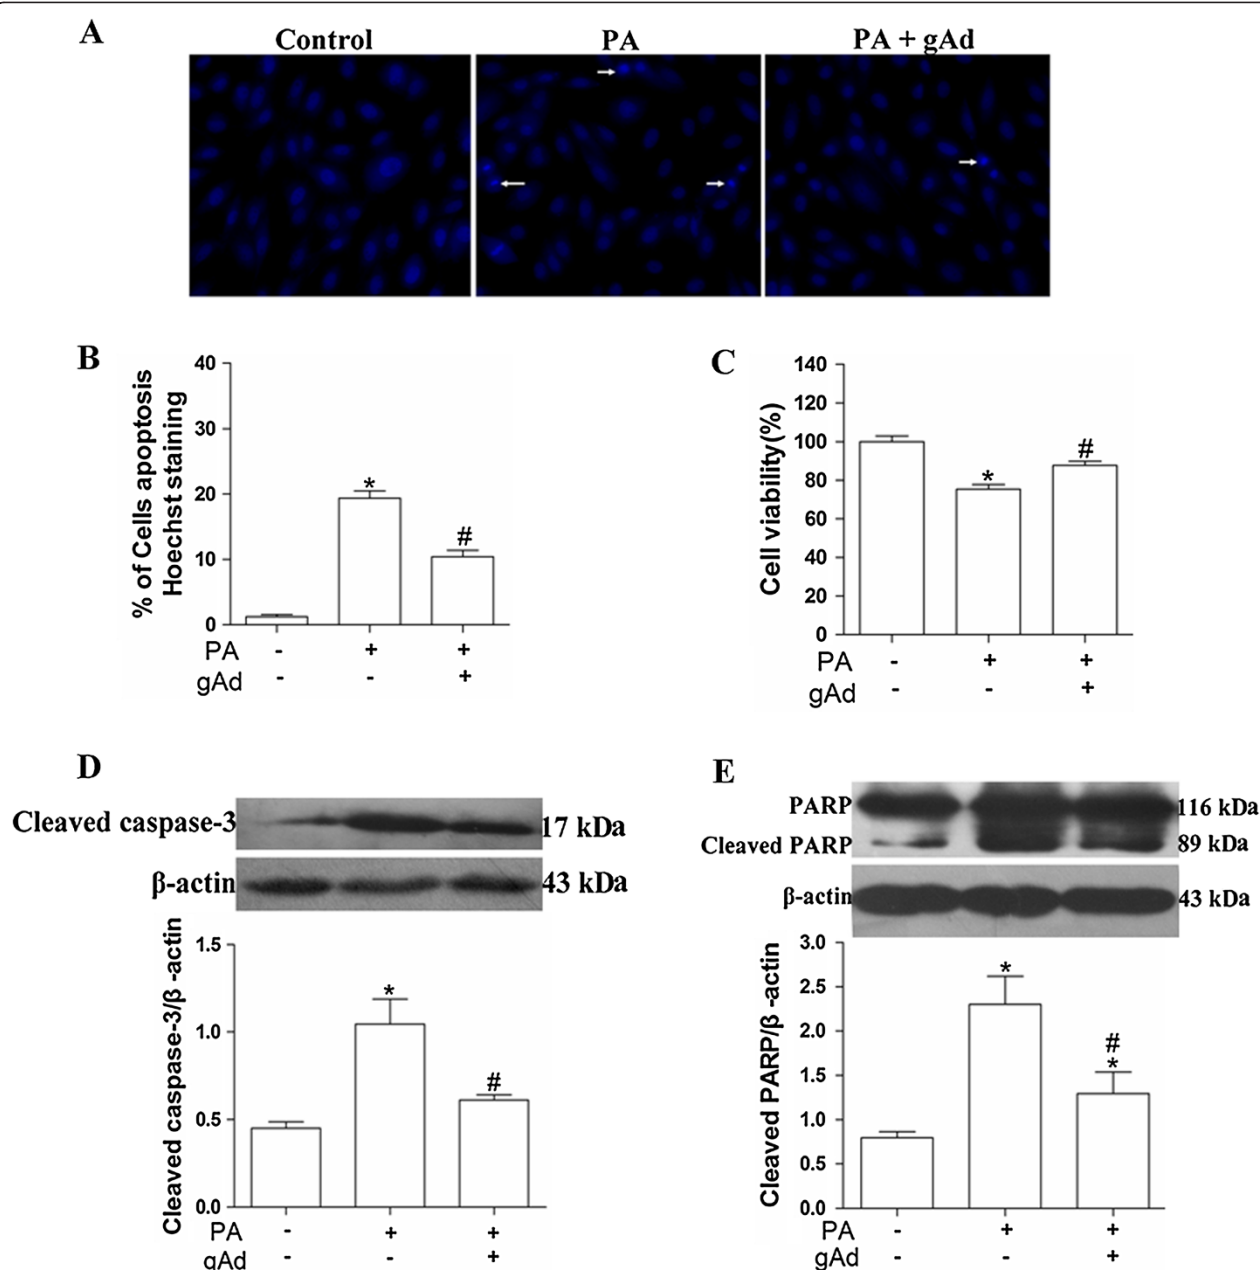 A
Control PA PA + gAd
B
% of Cells apoptosis
Hoechst staining
40
30
20
10
0
*
#
PA - + +
gAd - - +
C
Cell viability(%)
140
120
100
80
60
40
20
0
*
#
PA - + +
gAd - - +
D
Cleaved caspase-3 17 kDa
β-actin 43 kDa
Cleaved caspase-3/β -actin
1.5
1.0
0.5
0.0
*
#
PA - + +
gAd - - +
E
PARP 116 kDa
Cleaved PARP 89 kDa
β-actin 43 kDa
Cleaved PARP/β -actin
3.0
2.5
2.0
1.5
1.0
0.5
0.0
*
#
*
PA - + +
gAd - - +